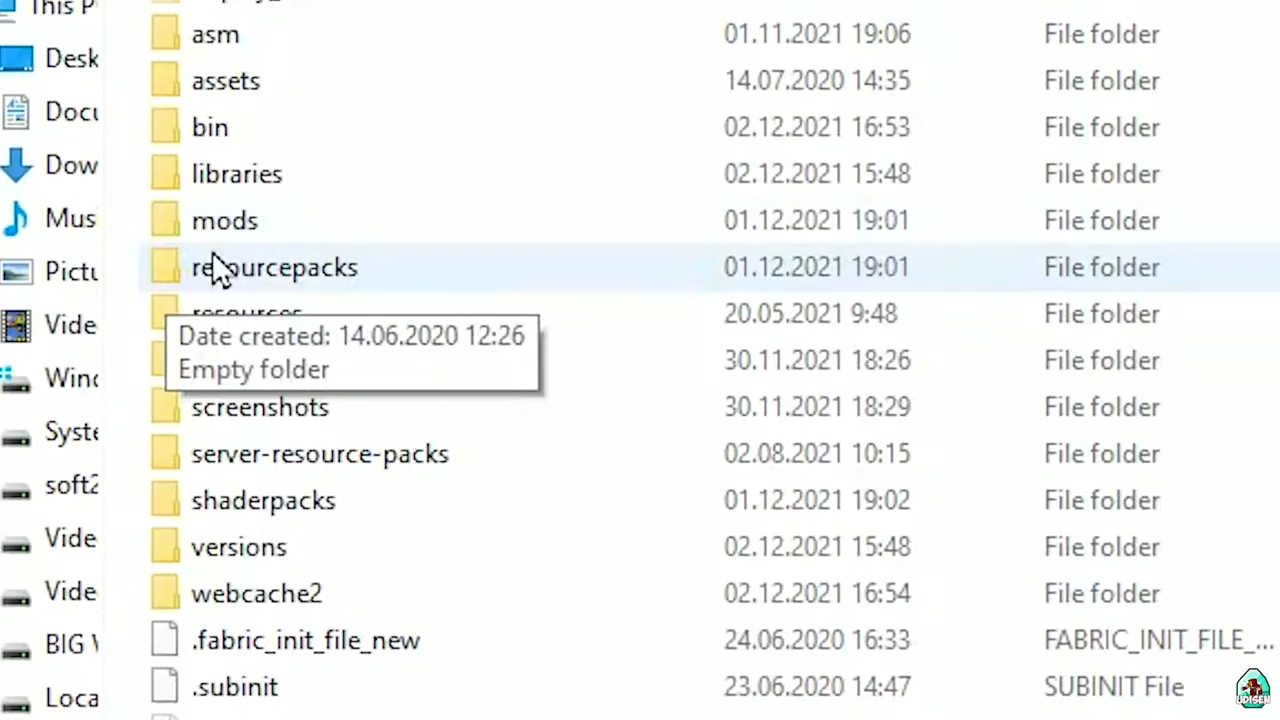 This P
asm 01.11.2021 19:06 File folder
Desk
assets 14.07.2020 14:35 File folder
Docu
bin 02.12.2021 16:53 File folder
Dow
libraries 02.12.2021 15:48 File folder
Mus
mods 01.12.2021 19:01 File folder
Pictu
resourcepacks 01.12.2021 19:01 File folder
resources 20.05.2021 9:48 File folder
Vide
Date created: 14.06.2020 12:26
Empty folder
30.11.2021 18:26 File folder
Wind
screenshots 30.11.2021 18:29 File folder
Syste
server-resource-packs 02.08.2021 10:15 File folder
soft2
shaderpacks 01.12.2021 19:02 File folder
Vide
versions 02.12.2021 15:48 File folder
Vide
webcache2 02.12.2021 16:54 File folder
BIG
.fabric_init_file_new 24.06.2020 16:33 FABRIC_INIT_FILE_...
Loca
.subinit 23.06.2020 14:47 SUBINIT File
UDISEN